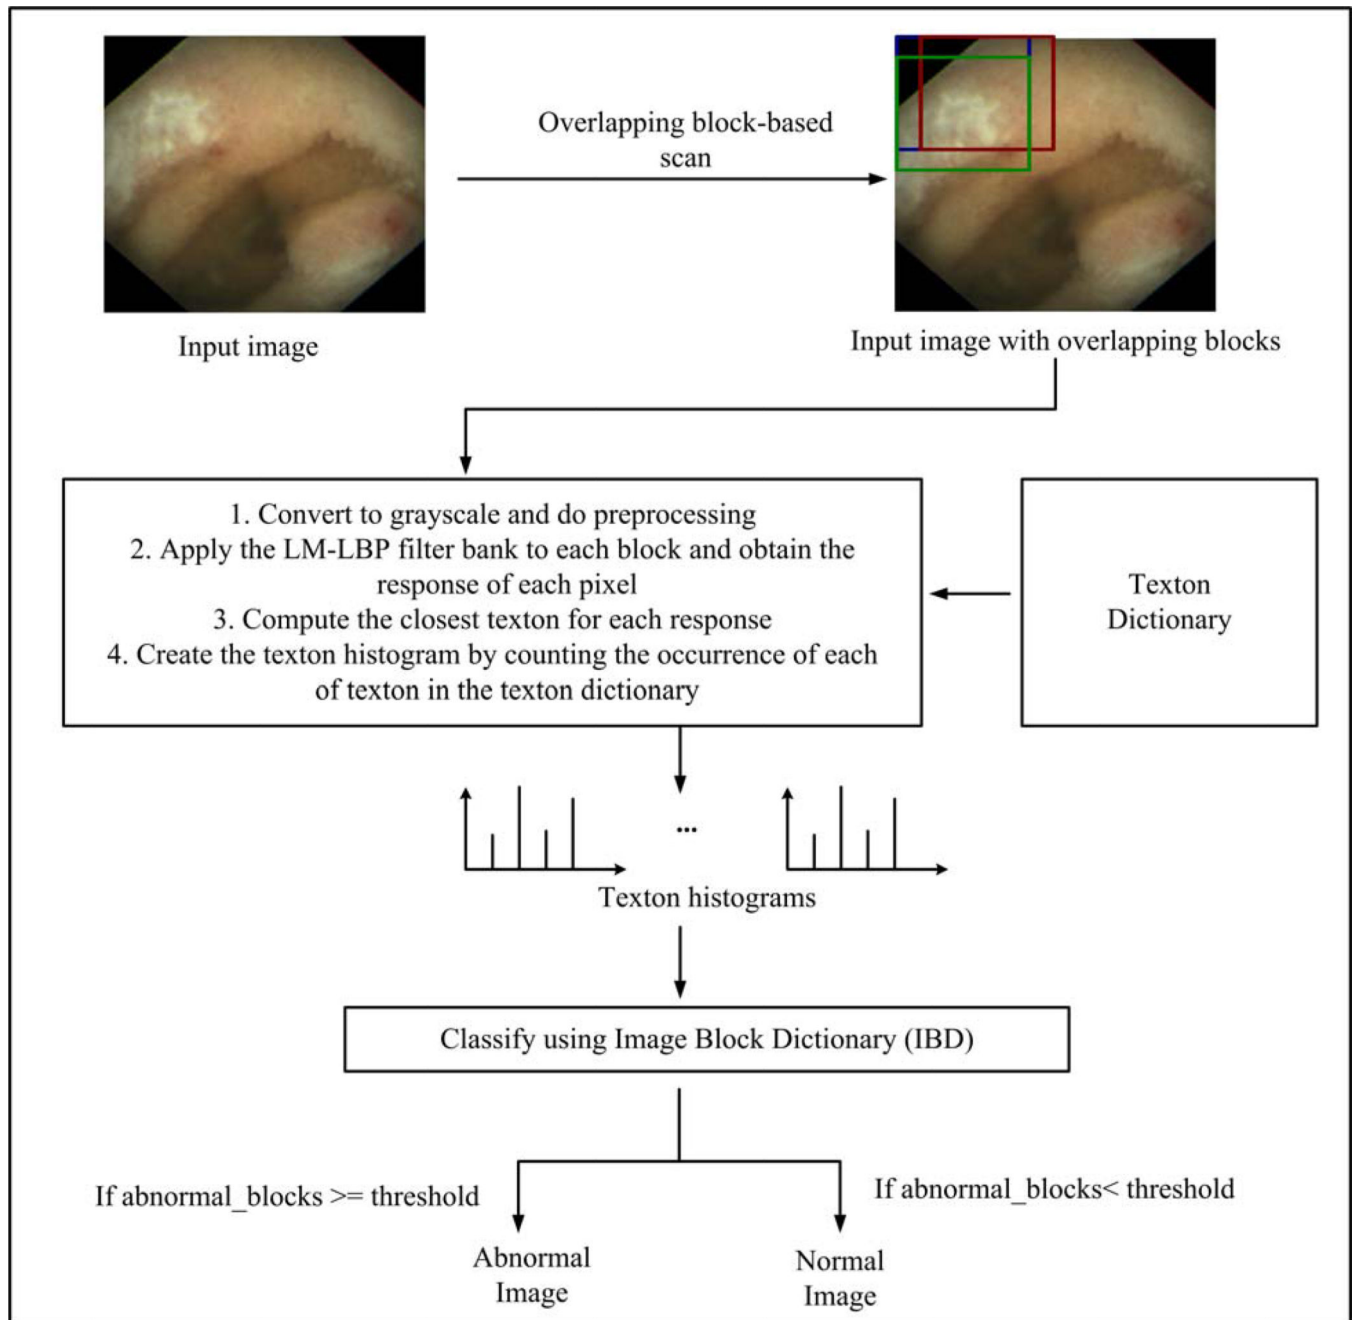 Overlapping block-based
scan
Input image
Input image with overlapping blocks
1. Convert to grayscale and do preprocessing
2. Apply the LM-LBP filter bank to each block and obtain the
response of each pixel
3. Compute the closest texton for each response
4. Create the texton histogram by counting the occurrence of each
of texton in the texton dictionary
Texton
Dictionary
...
Texton histograms
Classify using Image Block Dictionary (IBD)
If abnormal_blocks >= threshold
If abnormal_blocks< threshold
Abnormal
Image
Normal
Image